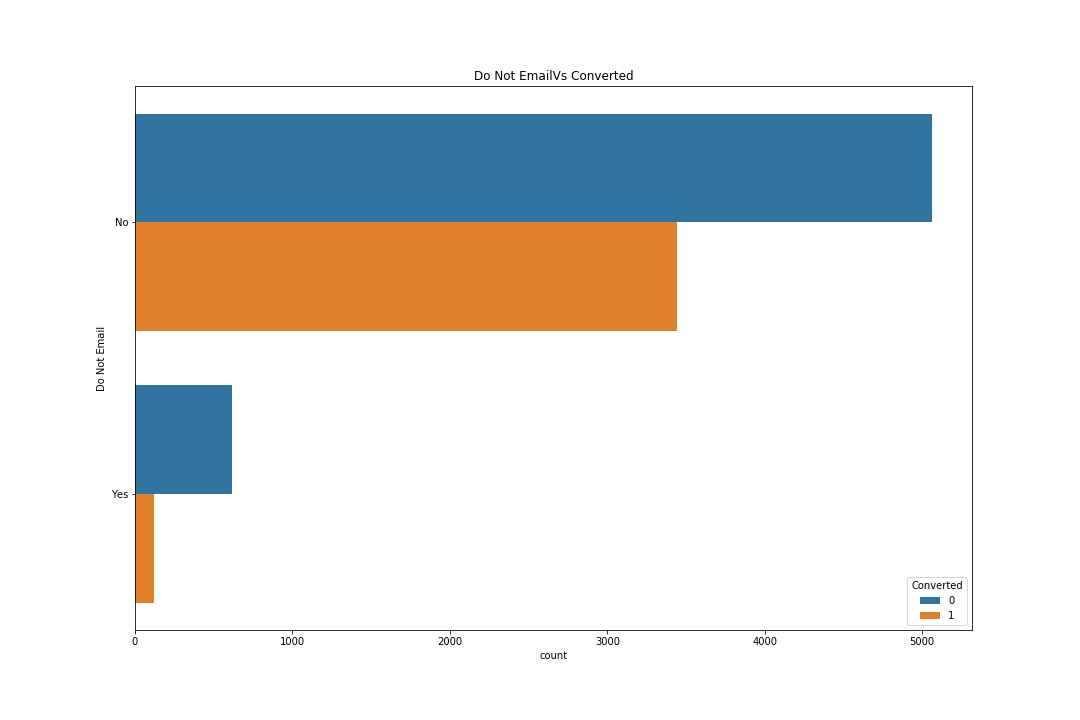 Do Not EmailVs Converted
Do Not Email
No
Yes
Converted
0
1
0 1000 2000 3000 4000 5000
count